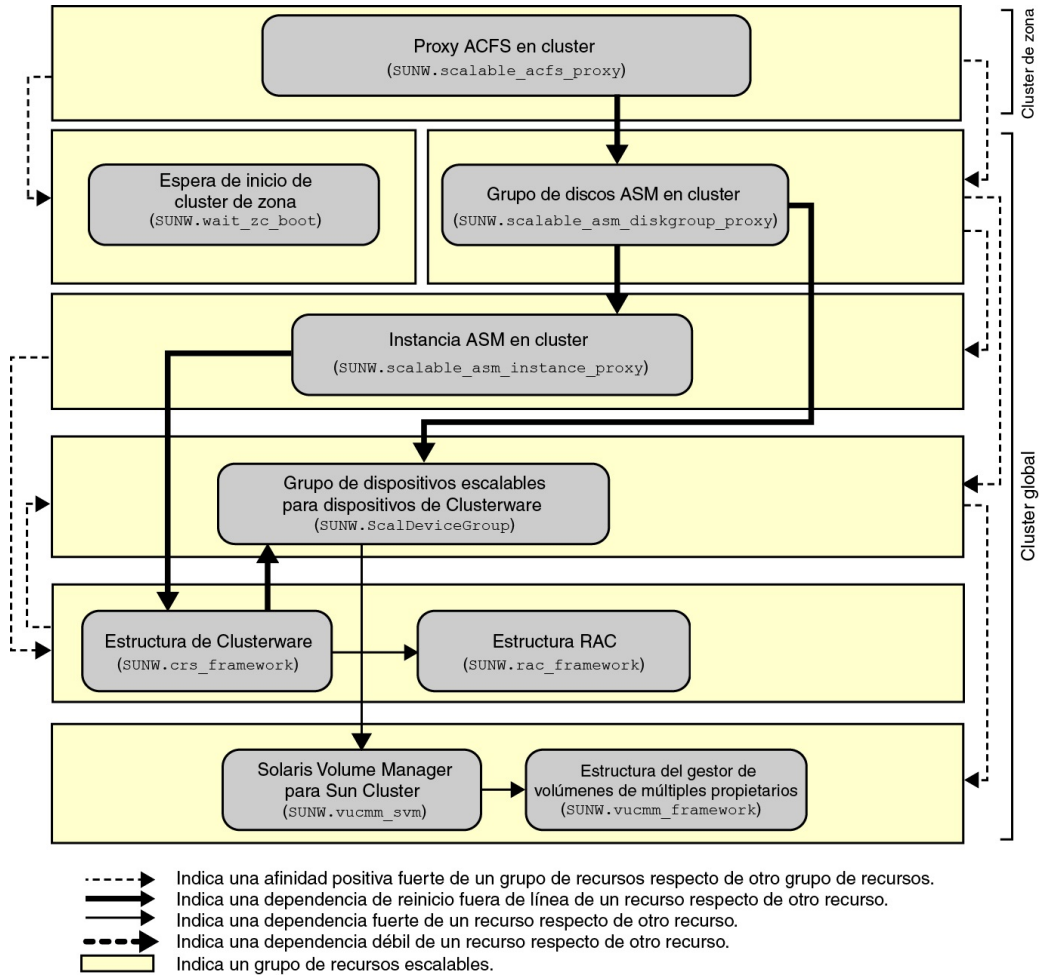 Proxy ACFS en cluster
(SUNW.scalable_acfs_proxy)
Cluster de zona
Espera de inicio de
cluster de zona
(SUNW.wait_zc_boot)
Grupo de discos ASM en cluster
(SUNW.scalable_asm_diskgroup_proxy)
Instancia ASM en cluster
(SUNW.scalable_asm_instance_proxy)
Grupo de dispositivos escalables
para dispositivos de Clusterware
(SUNW.ScalDeviceGroup)
Cluster global
Estructura de Clusterware
(SUNW.crs_framework)
Estructura RAC
(SUNW.rac_framework)
Solaris Volume Manager
para Sun Cluster
(SUNW.vucmm_svm)
Estructura del gestor de
volúmenes de múltiples propietarios
(SUNW.vucmm_framework)
Indica una afinidad positiva fuerte de un grupo de recursos respecto de otro grupo de recursos.
Indica una dependencia de reinicio fuera de línea de un recurso respecto de otro recurso.
Indica una dependencia fuerte de un recurso respecto de otro recurso.
Indica una dependencia débil de un recurso respecto de otro recurso.
Indica un grupo de recursos escalables.